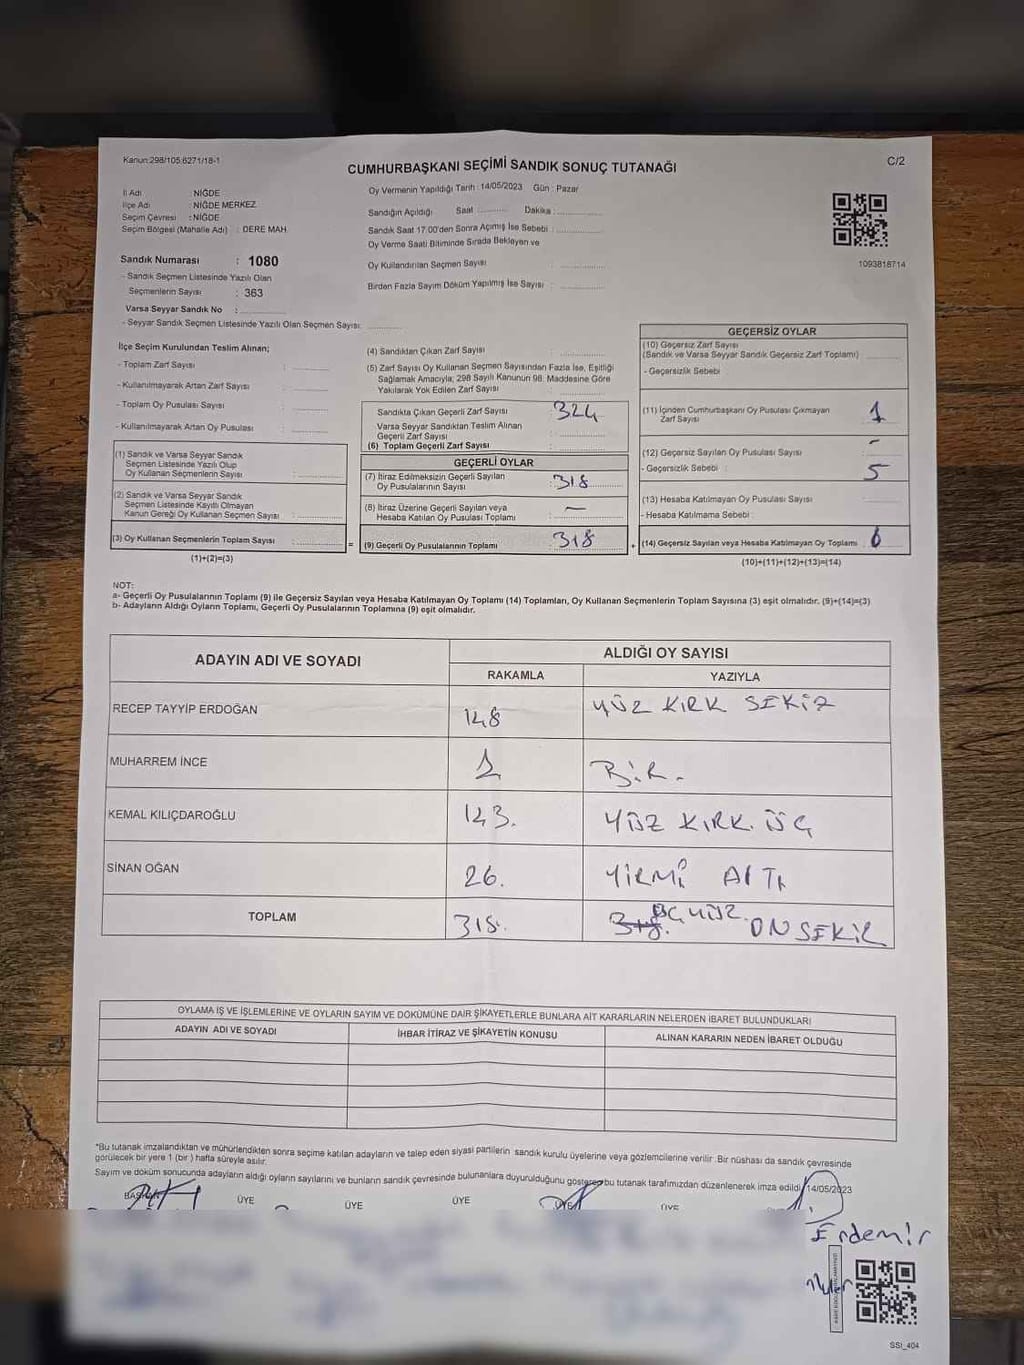 Kanun:298/105;6271/18-1
CUMHURBAŞKANI SEÇİMİ SANDIK SONUÇ TUTANAĞI
C/2
İl Adı : NİĞDE
İlçe Adı : NİĞDE MERKEZ
Seçim Çevresi : NİĞDE
Seçim Bölgesi (Mahalle Adı) : DERE MAH.
Oy Vermenin Yapıldığı Tarih : 14/05/2023 Gün : Pazar
Sandığın Açıldığı Saat ........... Dakika : ..............
Sandık Saat 17:00'den Sonra Açılmış İse Sebebi : ..............
Oy Verme Saati Bitiminde Sırada Bekleyen ve
Oy Kullandırılan Seçmen Sayısı : ..............
Birden Fazla Sayım Döküm Yapılmış İse Sayısı : ..............
1093818714
Sandık Numarası : 1080
- Sandık Seçmen Listesinde Yazılı Olan
Seçmenlerin Sayısı : 363
Varsa Seyyar Sandık No : ..............
- Seyyar Sandık Seçmen Listesinde Yazılı Olan Seçmen Sayısı: ...........
İlçe Seçim Kurulundan Teslim Alınan;
- Toplam Zarf Sayısı : ...........
- Kullanılmayarak Artan Zarf Sayısı : ...........
- Toplam Oy Pusulası Sayısı : ...........
- Kullanılmayarak Artan Oy Pusulası : ...........
(1) Sandık ve Varsa Seyyar Sandık
Seçmen Listesinde Yazılı Olup
Oy Kullanan Seçmenlerin Sayısı : ..............
(2) Sandık ve Varsa Seyyar Sandık
Seçmen Listesinde Kayıtlı Olmayan
Kanun Gereği Oy Kullanan Seçmen Sayısı : ..............
(3) Oy Kullanan Seçmenlerin Toplam Sayısı : ..............
(1)+(2)=(3)
(4) Sandıktan Çıkan Zarf Sayısı : ..............
(5) Zarf Sayısı Oy Kullanan Seçmen Sayısından Fazla İse, Eşitliği
Sağlamak Amacıyla; 298 Sayılı Kanunun 98. Maddesine Göre
Yakılarak Yok Edilen Zarf Sayısı : ..............
Sandıkta Çıkan Geçerli Zarf Sayısı : 324
Varsa Seyyar Sandıktan Teslim Alınan
Geçerli Zarf Sayısı : ..............
(6) Toplam Geçerli Zarf Sayısı : ..............
GEÇERLİ OYLAR
(7) İtiraz Edilmeksizin Geçerli Sayılan
Oy Pusulalarının Sayısı : 318
(8) İtiraz Üzerine Geçerli Sayılan veya
Hesaba Katılan Oy Pusulası Toplamı : —
(9) Geçerli Oy Pusulalarının Toplamı : 318
=
+
GEÇERSİZ OYLAR
(10) Geçersiz Zarf Sayısı
(Sandık ve Varsa Seyyar Sandık Geçersiz Zarf Toplamı)
- Geçersizlik Sebebi :
(11) İçinden Cumhurbaşkanı Oy Pusulası Çıkmayan
Zarf Sayısı : 1
(12) Geçersiz Sayılan Oy Pusulası Sayısı : -
- Geçersizlik Sebebi : 5
(13) Hesaba Katılmayan Oy Pusulası Sayısı :
- Hesaba Katılmama Sebebi :
(14) Geçersiz Sayılan veya Hesaba Katılmayan Oy Toplamı : 6
(10)+(11)+(12)+(13)=(14)
NOT:
a- Geçerli Oy Pusulalarının Toplamı (9) ile Geçersiz Sayılan veya Hesaba Katılmayan Oy Toplamı (14) Toplamları, Oy Kullanan Seçmenlerin Toplam Sayısına (3) eşit olmalıdır. (9)+(14)=(3)
b- Adayların Aldığı Oyların Toplamı, Geçerli Oy Pusulalarının Toplamına (9) eşit olmalıdır.
ADAYIN ADI VE SOYADI
ALDIĞI OY SAYISI
RAKAMLA YAZIYLA
RECEP TAYYİP ERDOĞAN 148 YÜZ KIRK SEKİZ
MUHARREM İNCE 1 BİR.
KEMAL KILIÇDAROĞLU 143. YÜZ KIRK ÜÇ
SİNAN OĞAN 26. YİRMİ ALTI
TOPLAM 318. 318. ÜÇ YÜZ ON SEKİZ
OYLAMA İŞ VE İŞLEMLERİNE VE OYLARIN SAYIM VE DÖKÜMÜNE DAİR ŞİKAYETLERLE BUNLARA AİT KARARLARIN NELERDEN İBARET BULUNDUKLARI
ADAYIN ADI VE SOYADI İHBAR İTİRAZ VE ŞİKAYETİN KONUSU ALINAN KARARIN NEDEN İBARET OLDUĞU
*Bu tutanak imzalandıktan ve mühürlendikten sonra seçime katılan adayların ve talep eden siyasi partilerin sandık kurulu üyelerine veya gözlemcilerine verilir .Bir nüshası da sandık çevresinde
görülecek bir yere 1 (bir ) hafta süreyle asılır.
Sayım ve döküm sonucunda adayların aldığı oyların sayılarını ve bunların sandık çevresinde bulunanlara duyurulduğunu gösteren bu tutanak tarafımızdan düzenlenerek imza edildi. 14/05/2023
BAŞKAN ÜYE ÜYE ÜYE ÜYE ÜYE
Erdemir
SSI_404